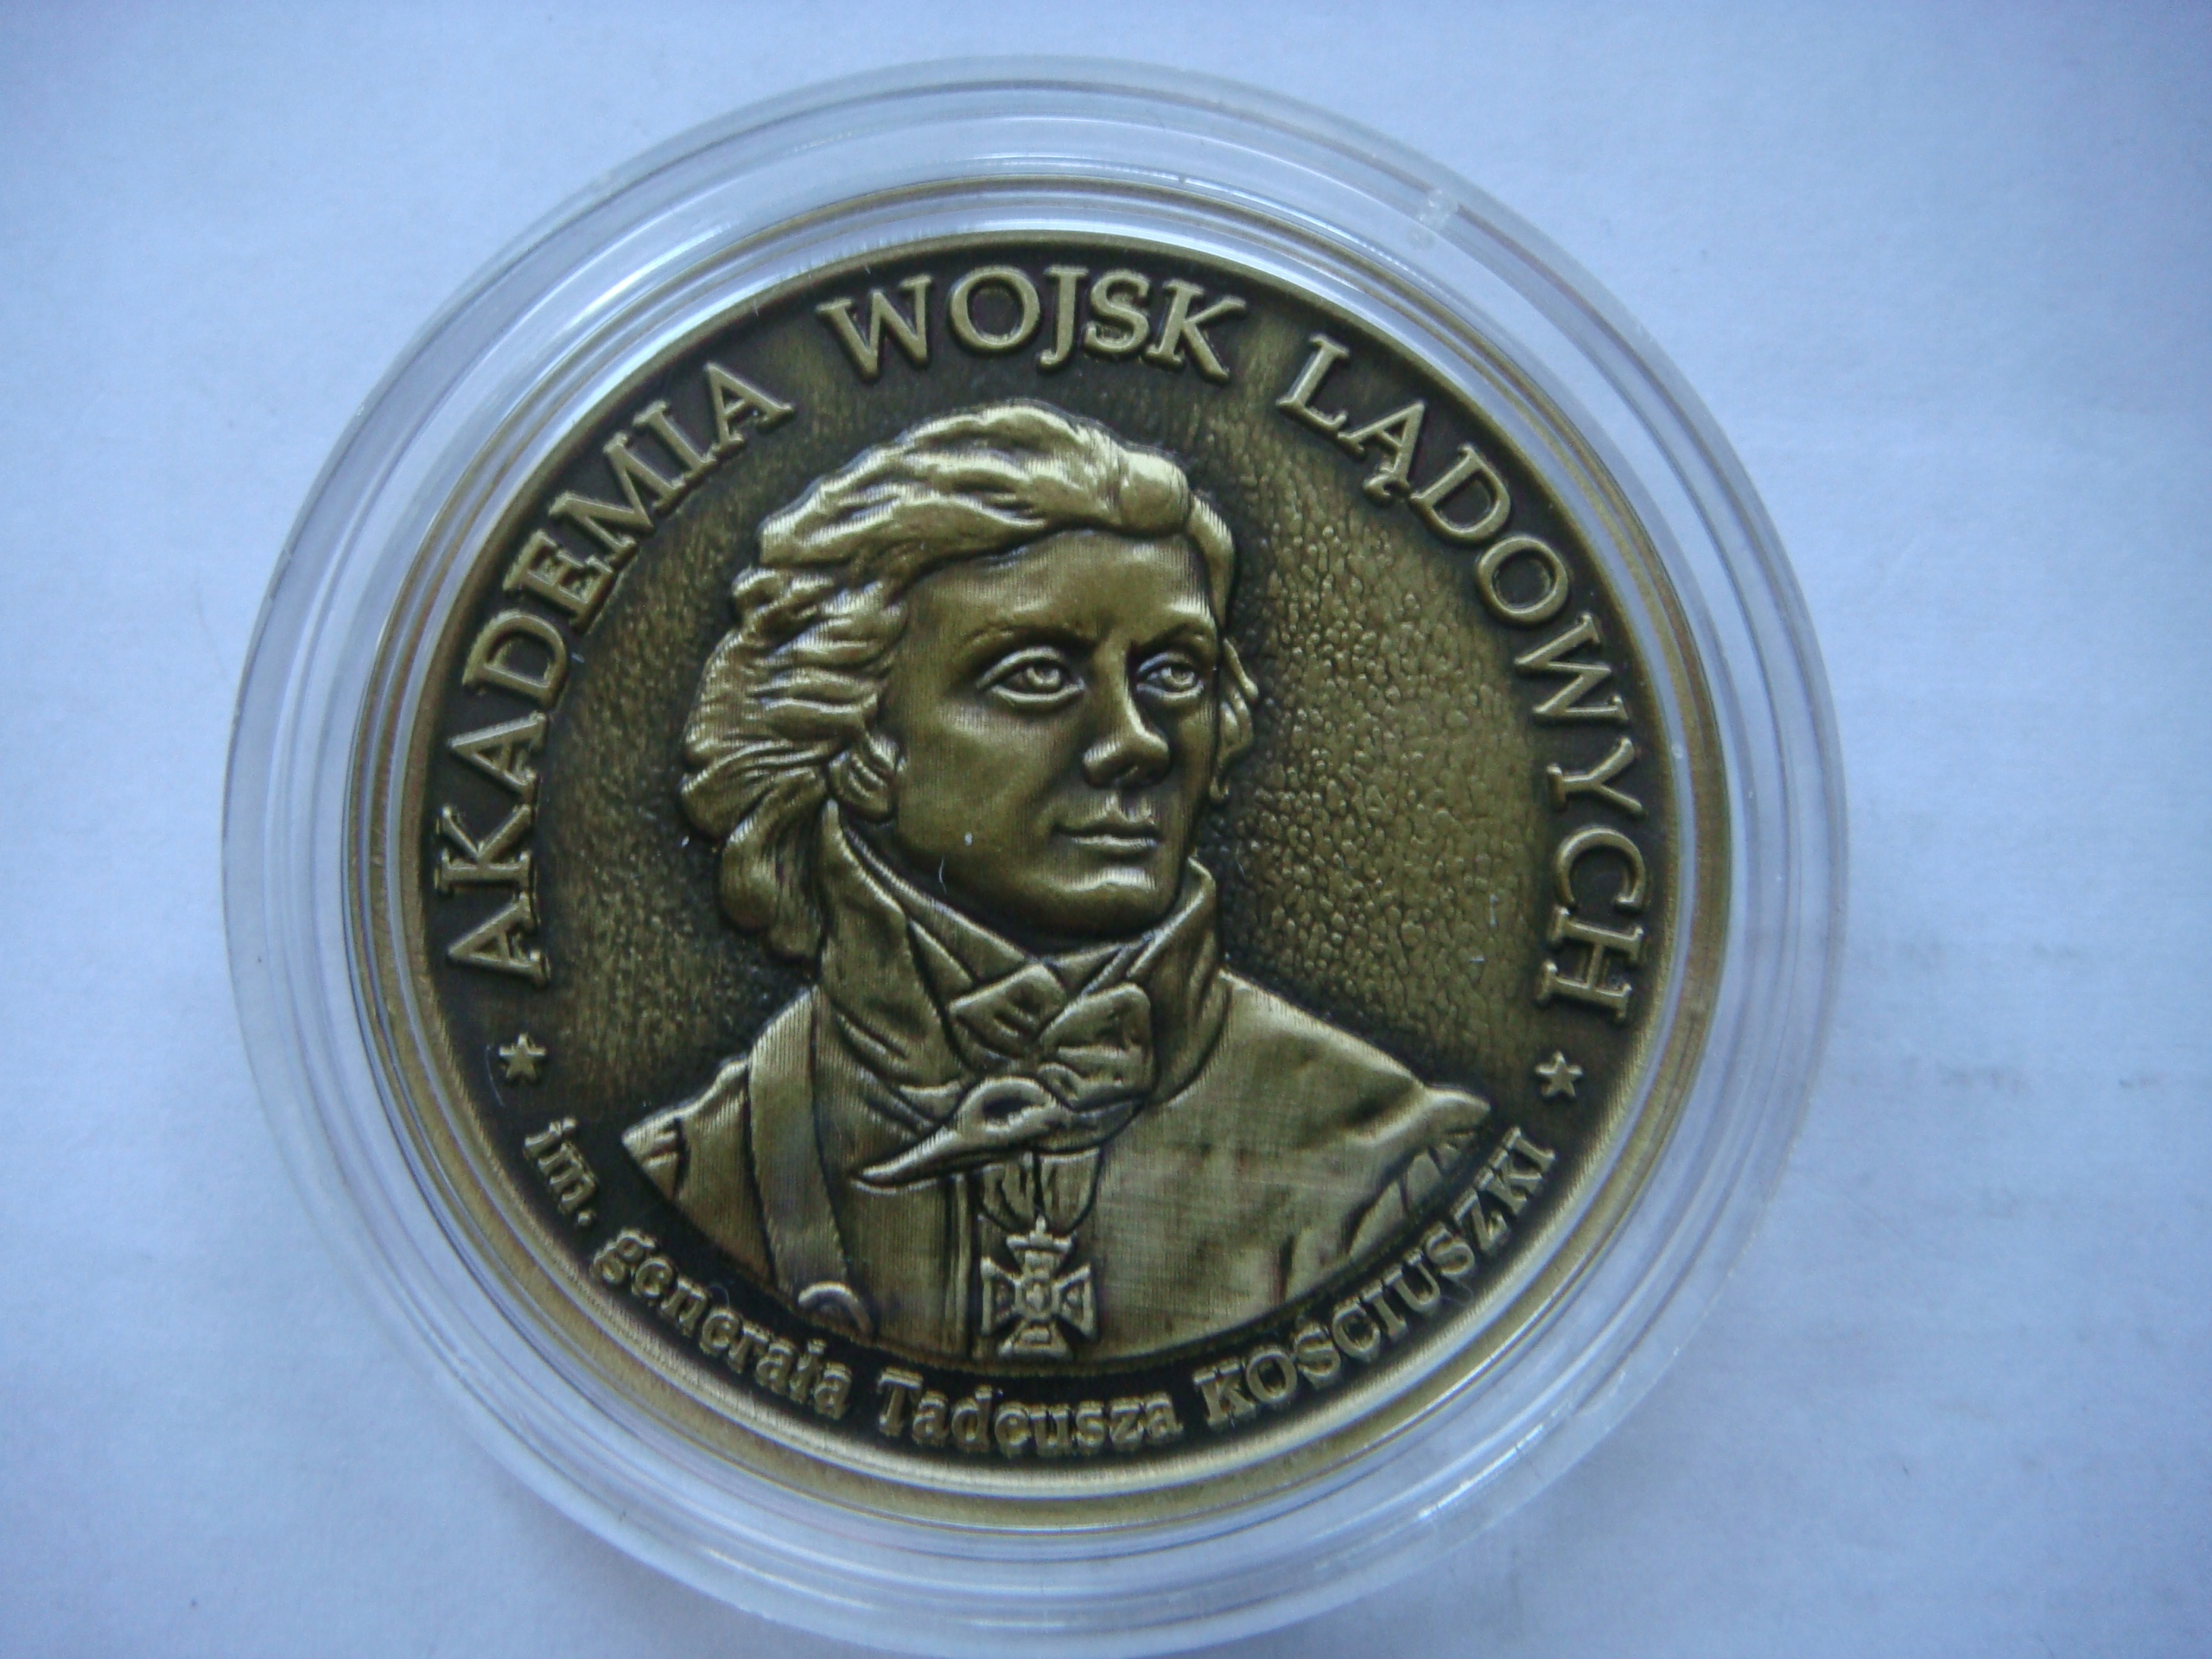 AKADEMIA WOJSK LĄDOWYCH
im. generała Tadeusza KOŚCIUSZKI